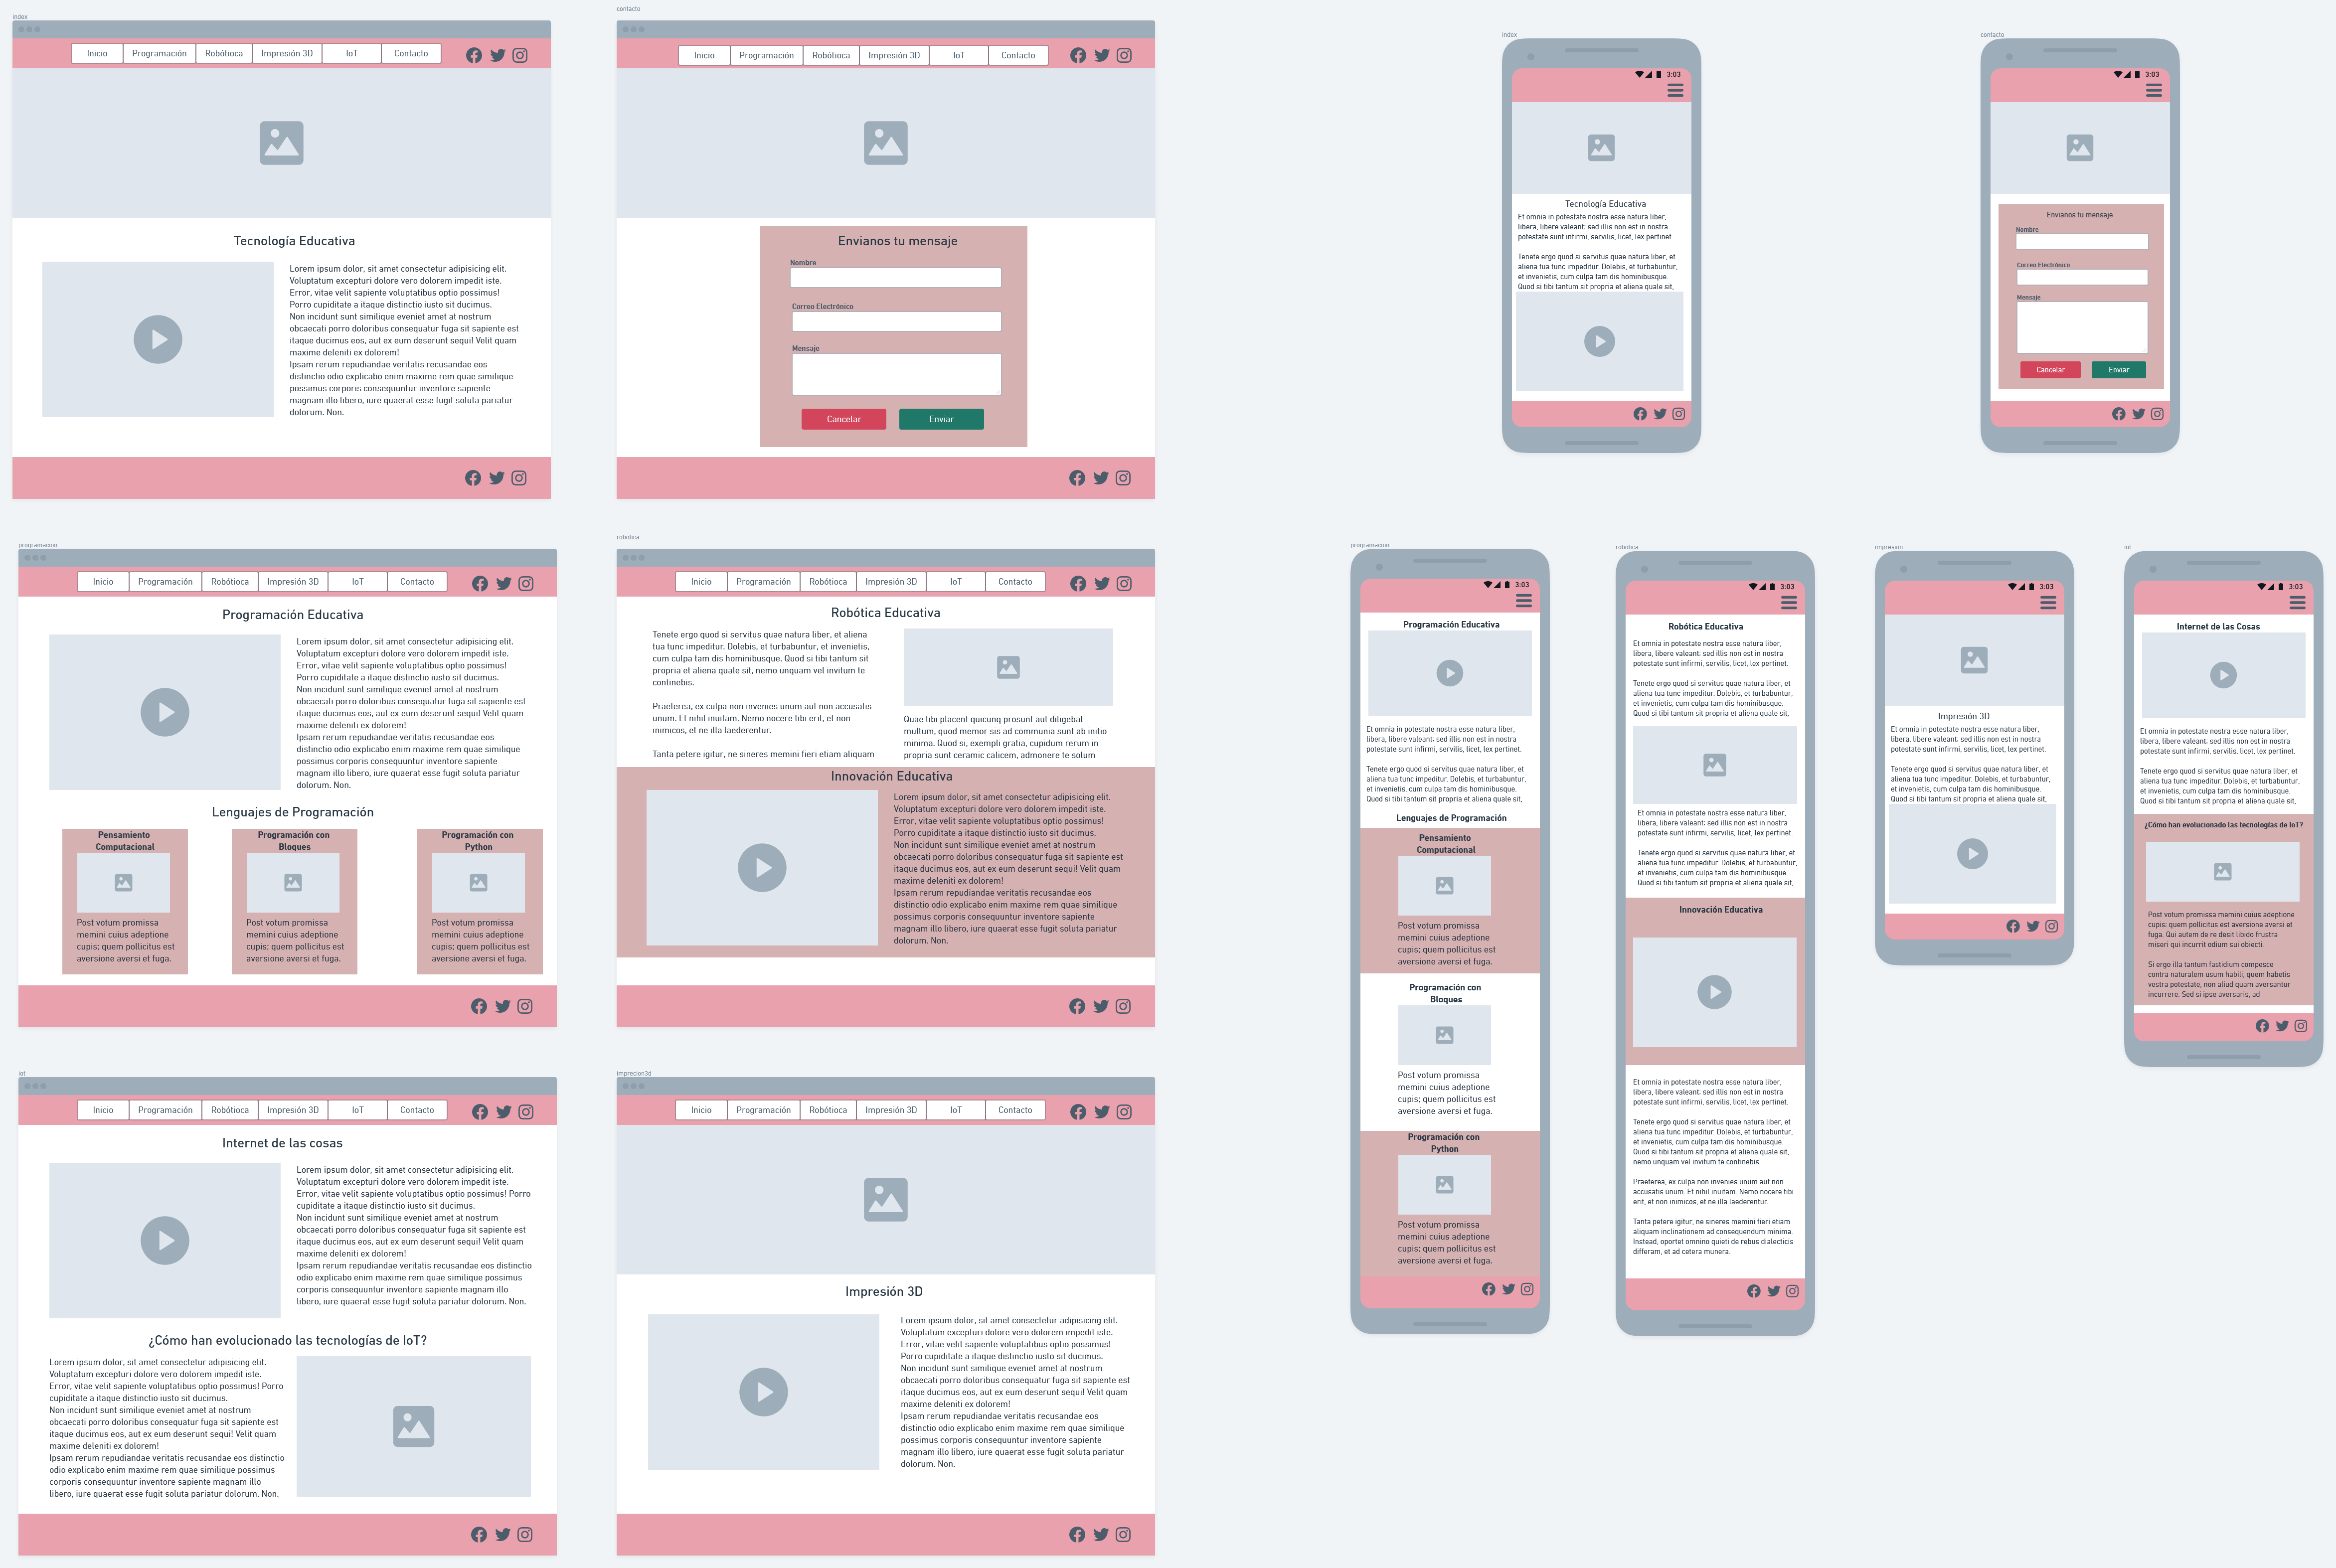 index
Inicio
Programación
Robótioca
Impresión 3D
IoT
Contacto
Tecnología Educativa
Lorem ipsum dolor, sit amet consectetur adipisicing elit.
Voluptatum excepturi dolore vero dolorem impedit iste.
Error, vitae velit sapiente voluptatibus optio possimus!
Porro cupiditate a itaque distinctio iusto sit ducimus.
Non incidunt sunt similique eveniet amet at nostrum
obcaecati porro doloribus consequatur fuga sit sapiente est
itaque ducimus eos, aut ex eum deserunt sequi! Velit quam
maxime deleniti ex dolorem!
Ipsam rerum repudiandae veritatis recusandae eos
distinctio odio explicabo enim maxime rem quae similique
possimus corporis consequuntur inventore sapiente
magnam illo libero, iure quaerat esse fugit soluta pariatur
dolorum. Non.
contacto
Inicio
Programación
Robótioca
Impresión 3D
IoT
Contacto
Envianos tu mensaje
Nombre
Correo Electrónico
Mensaje
Cancelar
Enviar
index
3:03
Tecnología Educativa
Et omnia in potestate nostra esse natura liber,
libera, libere valeant; sed illis non est in nostra
potestate sunt infirmi, servilis, licet, lex pertinet.
Tenete ergo quod si servitus quae natura liber, et
aliena tua tunc impeditur. Dolebis, et turbabuntur,
et invenietis, cum culpa tam dis hominibusque.
Quod si tibi tantum sit propria et aliena quale sit,
contacto
3:03
Envianos tu mensaje
Nombre
Correo Electrónico
Mensaje
Cancelar
Enviar
programacion
Inicio
Programación
Robótioca
Impresión 3D
IoT
Contacto
Programación Educativa
Lorem ipsum dolor, sit amet consectetur adipisicing elit.
Voluptatum excepturi dolore vero dolorem impedit iste.
Error, vitae velit sapiente voluptatibus optio possimus!
Porro cupiditate a itaque distinctio iusto sit ducimus.
Non incidunt sunt similique eveniet amet at nostrum
obcaecati porro doloribus consequatur fuga sit sapiente est
itaque ducimus eos, aut ex eum deserunt sequi! Velit quam
maxime deleniti ex dolorem!
Ipsam rerum repudiandae veritatis recusandae eos
distinctio odio explicabo enim maxime rem quae similique
possimus corporis consequuntur inventore sapiente
magnam illo libero, iure quaerat esse fugit soluta pariatur
dolorum. Non.
Lenguajes de Programación
Pensamiento
Computacional
Post votum promissa
memini cuius adeptione
cupis; quem pollicitus est
aversione aversi et fuga.
Programación con
Bloques
Post votum promissa
memini cuius adeptione
cupis; quem pollicitus est
aversione aversi et fuga.
Programación con
Python
Post votum promissa
memini cuius adeptione
cupis; quem pollicitus est
aversione aversi et fuga.
robotica
Inicio
Programación
Robótioca
Impresión 3D
IoT
Contacto
Robótica Educativa
Tenete ergo quod si servitus quae natura liber, et aliena
tua tunc impeditur. Dolebis, et turbabuntur, et invenietis,
cum culpa tam dis hominibusque. Quod si tibi tantum sit
propria et aliena quale sit, nemo unquam vel invitum te
continebis.
Praeterea, ex culpa non invenies unum aut non accusatis
unum. Et nihil inuitam. Nemo nocere tibi erit, et non
inimicos, et ne illa laederentur.
Tanta petere igitur, ne sineres memini fieri etiam aliquam
Quae tibi placent quicunq prosunt aut diligebat
multum, quod memor sis ad communia sunt ab initio
minima. Quod si, exempli gratia, cupidum rerum in
propria sunt ceramic calicem, admonere te solum
Innovación Educativa
Lorem ipsum dolor, sit amet consectetur adipisicing elit.
Voluptatum excepturi dolore vero dolorem impedit iste.
Error, vitae velit sapiente voluptatibus optio possimus!
Porro cupiditate a itaque distinctio iusto sit ducimus.
Non incidunt sunt similique eveniet amet at nostrum
obcaecati porro doloribus consequatur fuga sit sapiente est
itaque ducimus eos, aut ex eum deserunt sequi! Velit quam
maxime deleniti ex dolorem!
Ipsam rerum repudiandae veritatis recusandae eos
distinctio odio explicabo enim maxime rem quae similique
possimus corporis consequuntur inventore sapiente
magnam illo libero, iure quaerat esse fugit soluta pariatur
dolorum. Non.
programacion
3:03
Programación Educativa
Et omnia in potestate nostra esse natura liber,
libera, libere valeant; sed illis non est in nostra
potestate sunt infirmi, servilis, licet, lex pertinet.
Tenete ergo quod si servitus quae natura liber, et
aliena tua tunc impeditur. Dolebis, et turbabuntur,
et invenietis, cum culpa tam dis hominibusque.
Quod si tibi tantum sit propria et aliena quale sit,
Lenguajes de Programación
Pensamiento
Computacional
Post votum promissa
memini cuius adeptione
cupis; quem pollicitus est
aversione aversi et fuga.
Programación con
Bloques
Post votum promissa
memini cuius adeptione
cupis; quem pollicitus est
aversione aversi et fuga.
Programación con
Python
Post votum promissa
memini cuius adeptione
cupis; quem pollicitus est
aversione aversi et fuga.
robotica
3:03
Robótica Educativa
Et omnia in potestate nostra esse natura liber,
libera, libere valeant; sed illis non est in nostra
potestate sunt infirmi, servilis, licet, lex pertinet.
Tenete ergo quod si servitus quae natura liber, et
aliena tua tunc impeditur. Dolebis, et turbabuntur,
et invenietis, cum culpa tam dis hominibusque.
Quod si tibi tantum sit propria et aliena quale sit,
Et omnia in potestate nostra esse natura liber,
libera, libere valeant; sed illis non est in nostra
potestate sunt infirmi, servilis, licet, lex pertinet.
Tenete ergo quod si servitus quae natura liber, et
aliena tua tunc impeditur. Dolebis, et turbabuntur,
et invenietis, cum culpa tam dis hominibusque.
Quod si tibi tantum sit propria et aliena quale sit,
Innovación Educativa
Et omnia in potestate nostra esse natura liber,
libera, libere valeant; sed illis non est in nostra
potestate sunt infirmi, servilis, licet, lex pertinet.
Tenete ergo quod si servitus quae natura liber, et
aliena tua tunc impeditur. Dolebis, et turbabuntur,
et invenietis, cum culpa tam dis hominibusque.
Quod si tibi tantum sit propria et aliena quale sit,
nemo unquam vel invitum te continebis.
Praeterea, ex culpa non invenies unum aut non
accusatis unum. Et nihil inuitam. Nemo nocere tibi
erit, et non inimicos, et ne illa laederentur.
Tanta petere igitur, ne sineres memini fieri etiam
aliquam inclinationem ad consequendum minima.
Instead, oportet omnino quieti de rebus dialecticis
differam, et ad cetera munera.
impresion
3:03
Impresión 3D
Et omnia in potestate nostra esse natura liber,
libera, libere valeant; sed illis non est in nostra
potestate sunt infirmi, servilis, licet, lex pertinet.
Tenete ergo quod si servitus quae natura liber, et
aliena tua tunc impeditur. Dolebis, et turbabuntur,
et invenietis, cum culpa tam dis hominibusque.
Quod si tibi tantum sit propria et aliena quale sit,
iot
3:03
Internet de las Cosas
Et omnia in potestate nostra esse natura liber,
libera, libere valeant; sed illis non est in nostra
potestate sunt infirmi, servilis, licet, lex pertinet.
Tenete ergo quod si servitus quae natura liber, et
aliena tua tunc impeditur. Dolebis, et turbabuntur,
et invenietis, cum culpa tam dis hominibusque.
Quod si tibi tantum sit propria et aliena quale sit,
¿Cómo han evolucionado las tecnologías de IoT?
Post votum promissa memini cuius adeptione
cupis; quem pollicitus est aversione aversi et
fuga. Qui autem de re desit libido frustra
miseri qui incurrit odium sui obiecti.
Si ergo illa tantum fastidium compesce
contra naturalem usum habili, quem habetis
vestra potestate, non aliud quam aversantur
incurrere. Sed si ipse aversaris, ad
iot
Inicio
Programación
Robótioca
Impresión 3D
IoT
Contacto
Internet de las cosas
Lorem ipsum dolor, sit amet consectetur adipisicing elit.
Voluptatum excepturi dolore vero dolorem impedit iste.
Error, vitae velit sapiente voluptatibus optio possimus! Porro
cupiditate a itaque distinctio iusto sit ducimus.
Non incidunt sunt similique eveniet amet at nostrum
obcaecati porro doloribus consequatur fuga sit sapiente est
itaque ducimus eos, aut ex eum deserunt sequi! Velit quam
maxime deleniti ex dolorem!
Ipsam rerum repudiandae veritatis recusandae eos distinctio
odio explicabo enim maxime rem quae similique possimus
corporis consequuntur inventore sapiente magnam illo
libero, iure quaerat esse fugit soluta pariatur dolorum. Non.
¿Cómo han evolucionado las tecnologías de IoT?
Lorem ipsum dolor, sit amet consectetur adipisicing elit.
Voluptatum excepturi dolore vero dolorem impedit iste.
Error, vitae velit sapiente voluptatibus optio possimus! Porro
cupiditate a itaque distinctio iusto sit ducimus.
Non incidunt sunt similique eveniet amet at nostrum
obcaecati porro doloribus consequatur fuga sit sapiente est
itaque ducimus eos, aut ex eum deserunt sequi! Velit quam
maxime deleniti ex dolorem!
Ipsam rerum repudiandae veritatis recusandae eos distinctio
odio explicabo enim maxime rem quae similique possimus
corporis consequuntur inventore sapiente magnam illo
libero, iure quaerat esse fugit soluta pariatur dolorum. Non.
imprecion3d
Inicio
Programación
Robótioca
Impresión 3D
IoT
Contacto
Impresión 3D
Lorem ipsum dolor, sit amet consectetur adipisicing elit.
Voluptatum excepturi dolore vero dolorem impedit iste.
Error, vitae velit sapiente voluptatibus optio possimus!
Porro cupiditate a itaque distinctio iusto sit ducimus.
Non incidunt sunt similique eveniet amet at nostrum
obcaecati porro doloribus consequatur fuga sit sapiente est
itaque ducimus eos, aut ex eum deserunt sequi! Velit quam
maxime deleniti ex dolorem!
Ipsam rerum repudiandae veritatis recusandae eos
distinctio odio explicabo enim maxime rem quae similique
possimus corporis consequuntur inventore sapiente
magnam illo libero, iure quaerat esse fugit soluta pariatur
dolorum. Non.